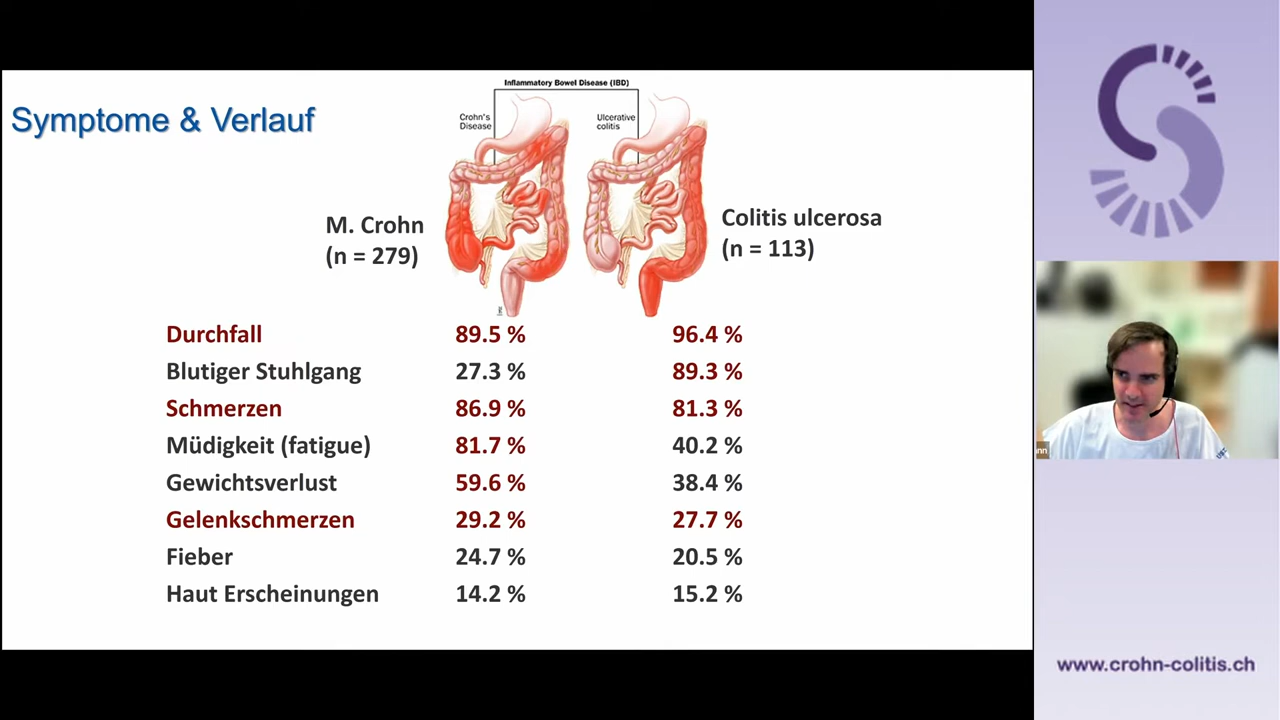 Inflammatory Bowel Disease (IBD)
Symptome & Verlauf
Crohn's
Disease
Ulcerative
colitis
M. Crohn
(n = 279)
Colitis ulcerosa
(n = 113)
Durchfall 89.5 % 96.4 %
Blutiger Stuhlgang 27.3 % 89.3 %
Schmerzen 86.9 % 81.3 %
Müdigkeit (fatigue) 81.7 % 40.2 %
Gewichtsverlust 59.6 % 38.4 %
Gelenkschmerzen 29.2 % 27.7 %
Fieber 24.7 % 20.5 %
Haut Erscheinungen 14.2 % 15.2 %
www.crohn-colitis.ch